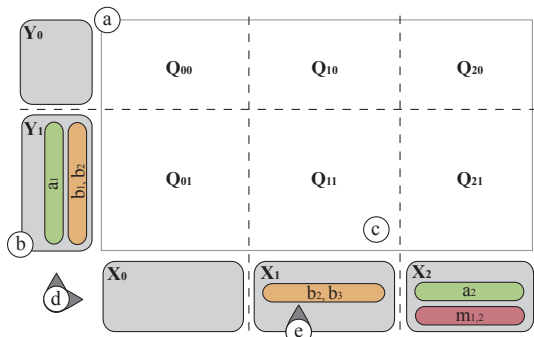 a
Y0
Q00 Q10 Q20
Y1
a1
b1, b2
Q01 Q11 Q21
b
c
X0 X1 X2
b2, b3 a2
d
m1,2
e